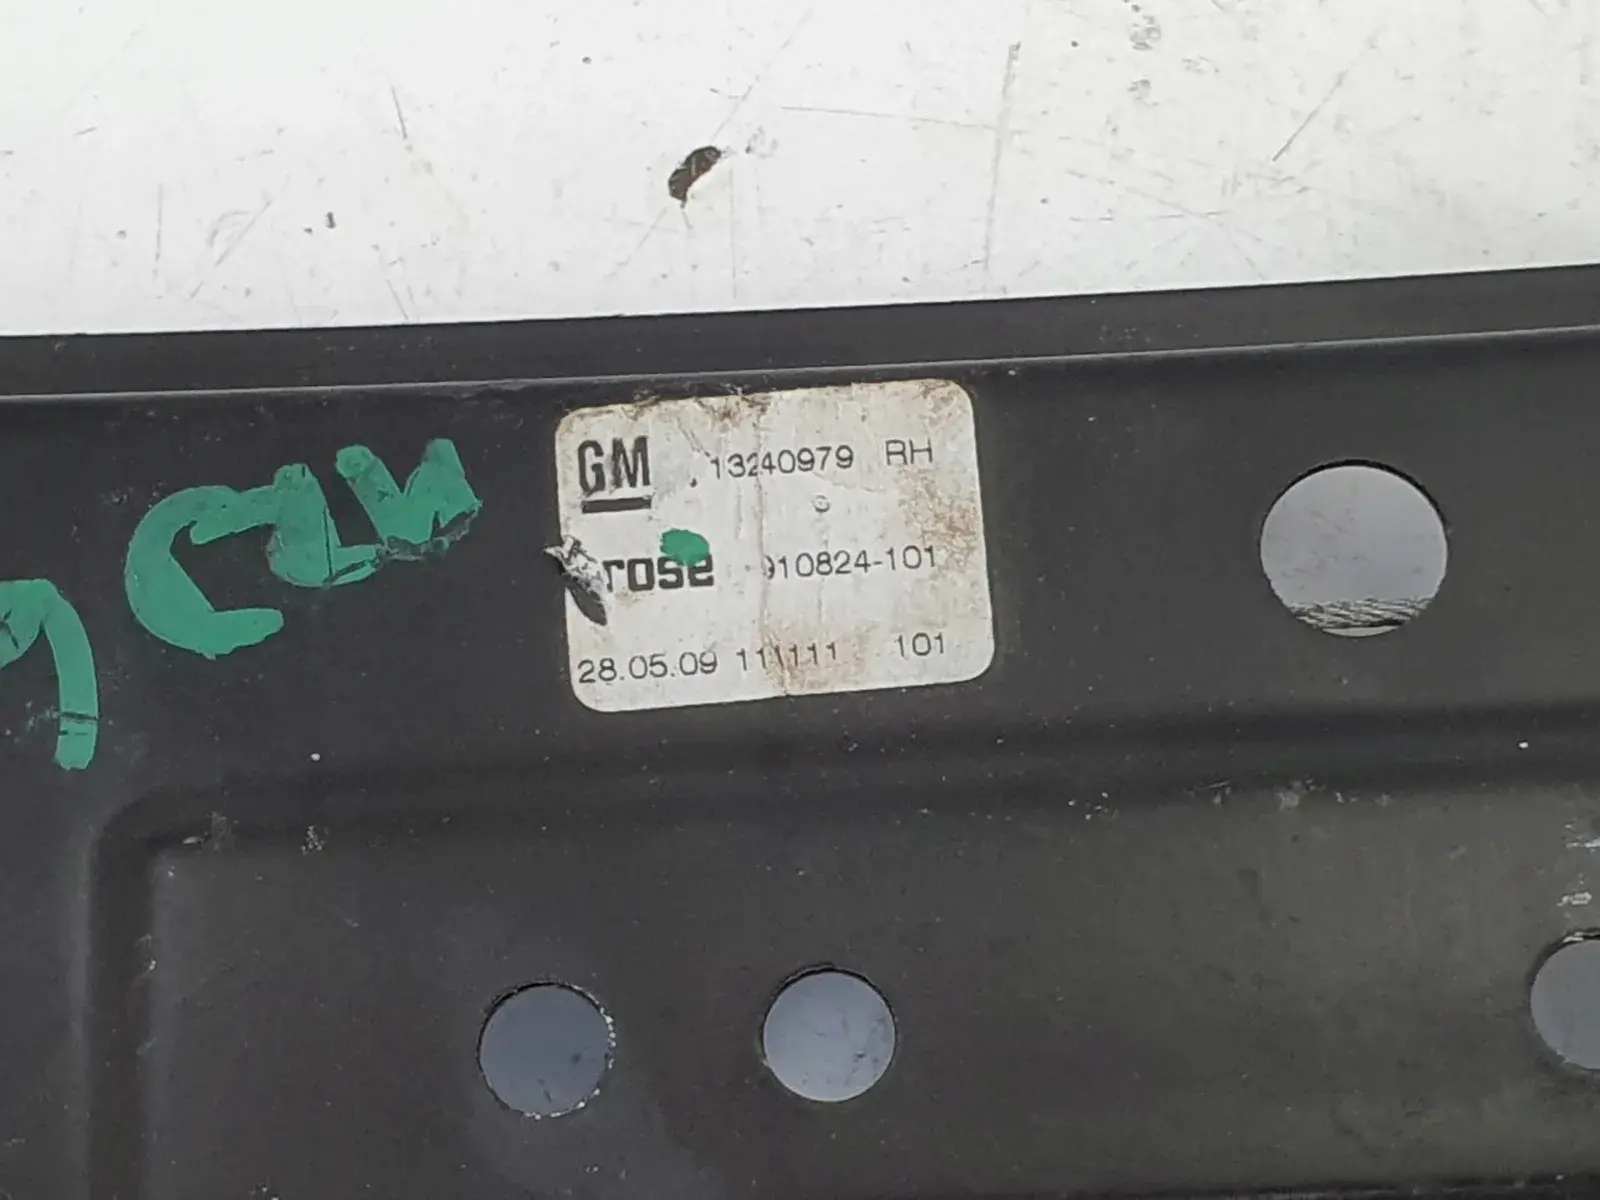 GM 13240979 RH
rose 910824-101
28.05.09 111111 101